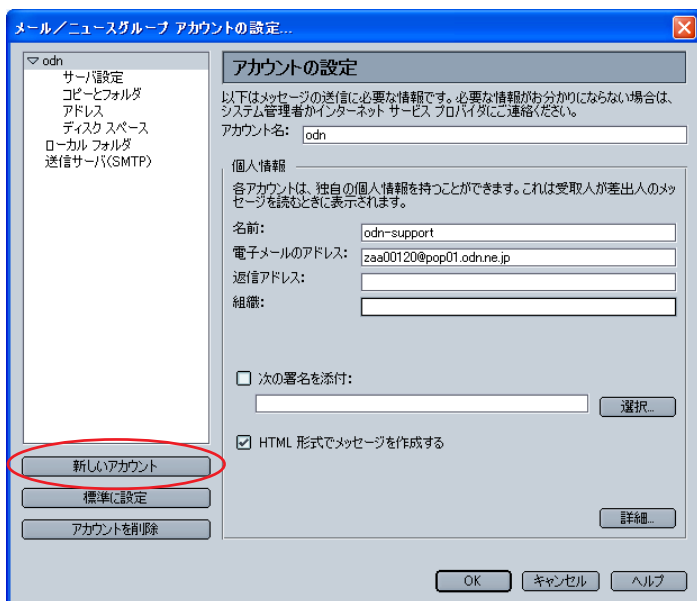 メール／ニュースグループ アカウントの設定...
▽ odn
サーバ設定
コピーとフォルダ
アドレス
ディスク スペース
ローカル フォルダ
送信サーバ(SMTP)
新しいアカウント
標準に設定
アカウントを削除
アカウントの設定
以下はメッセージの送信に必要な情報です。必要な情報がお分かりにならない場合は、
システム管理者かインターネット サービス プロバイダにご連絡ください。
アカウント名: odn
個人情報
各アカウントは、独自の個人情報を持つことができます。これは受取人が差出人のメッ
セージを読むときに表示されます。
名前: odn-support
電子メールのアドレス: zaa00120@pop01.odn.ne.jp
返信アドレス:
組織:
次の署名を添付:
選択...
HTML 形式でメッセージを作成する
詳細...
OK キャンセル ヘルプ